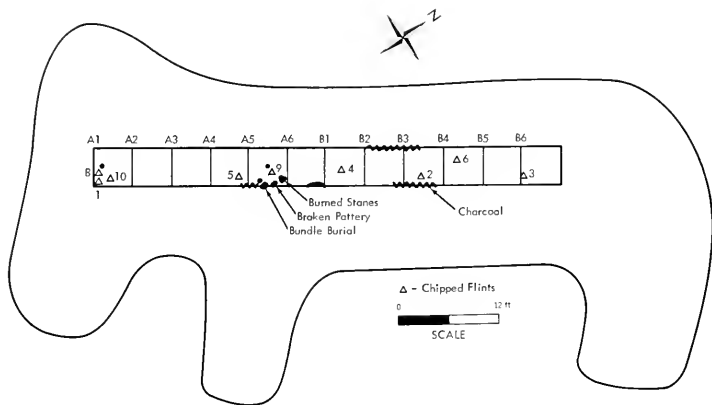 Z
A1 A2 A3 A4 A5 A6 B1 B2 B3 B4 B5 B6
8 10 5 9 4 2 6 3
1
Burned Stanes
Braken Pattery
Bundle Burial
Charcoal
△ - Chipped Flints
0 12 ft
SCALE